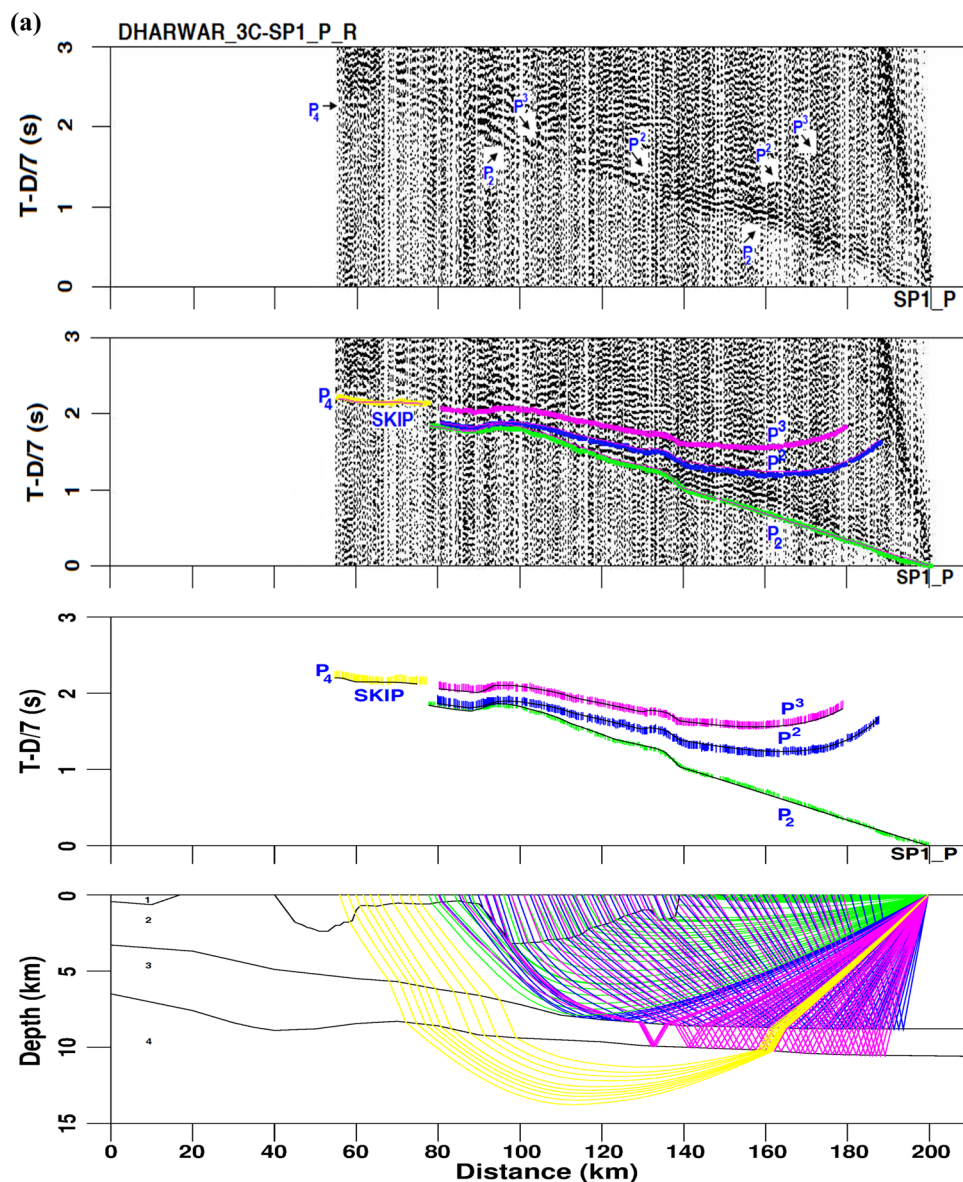 (a)
DHARWAR_3C-SP1_P_R
3
2
1
0
T-D/7 (s)
P4
P3
P2
P2
P2
P3
P2
SP1_P
3
2
1
0
T-D/7 (s)
P4
SKIP
P3
P2
P2
SP1_P
3
2
1
0
T-D/7 (s)
P4
SKIP
P3
P2
P2
SP1_P
0
5
10
15
Depth (km)
1
2
3
4
0 20 40 60 80 100 120 140 160 180 200
Distance (km)